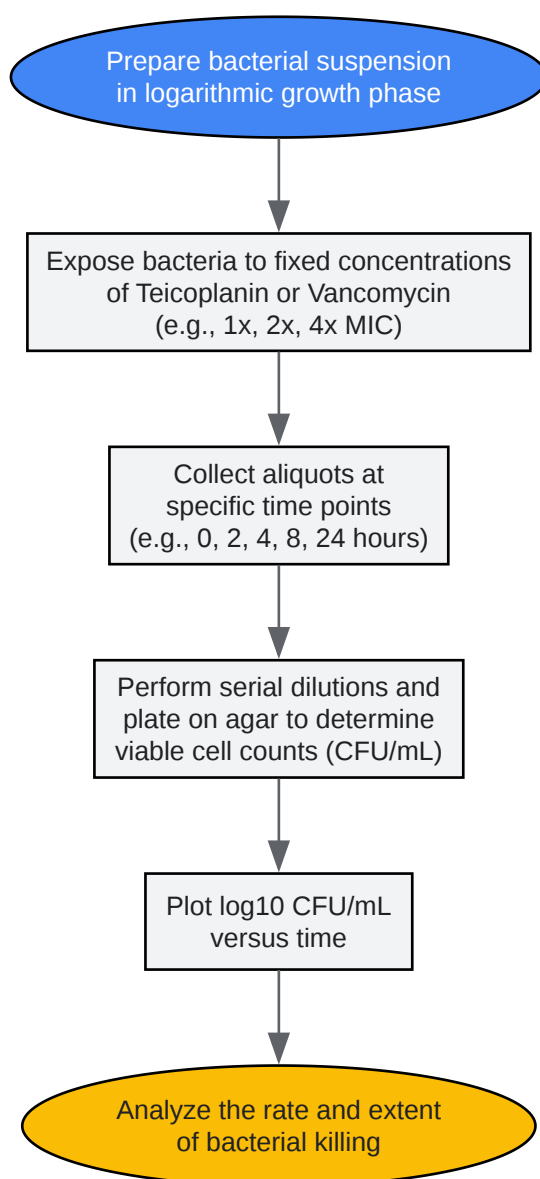 Prepare bacterial suspension
in logarithmic growth phase
Expose bacteria to fixed concentrations
of Teicoplanin or Vancomycin
(e.g., 1x, 2x, 4x MIC)
Collect aliquots at
specific time points
(e.g., 0, 2, 4, 8, 24 hours)
Perform serial dilutions and
plate on agar to determine
viable cell counts (CFU/mL)
Plot log10 CFU/mL
versus time
Analyze the rate and extent
of bacterial killing